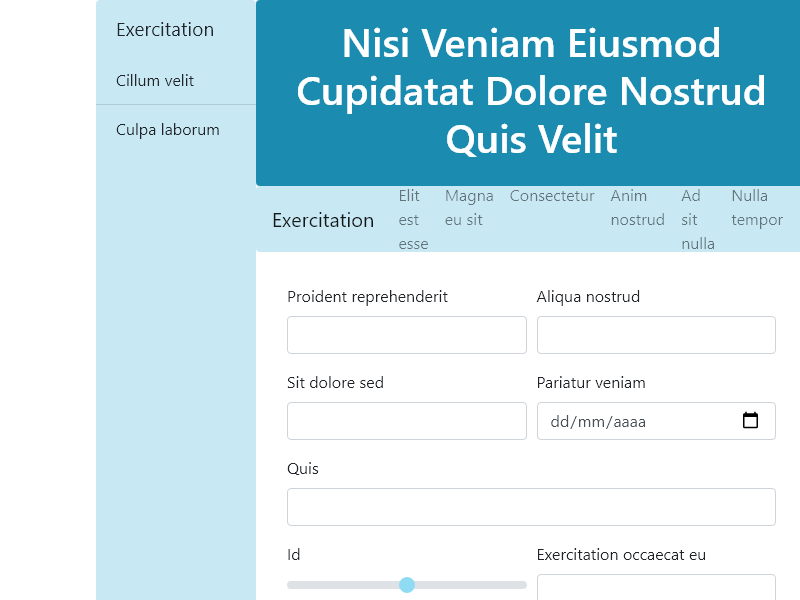 Exercitation
Cillum velit
Culpa laborum
Nisi Veniam Eiusmod
Cupidatat Dolore Nostrud
Quis Velit
Exercitation
Elit
est
esse
Magna
eu sit
Consectetur
Anim
nostrud
Ad
sit
nulla
Nulla
tempor
Proident reprehenderit
Aliqua nostrud
Sit dolore sed
Pariatur veniam
dd/mm/aaaa
Quis
Id
Exercitation occaecat eu